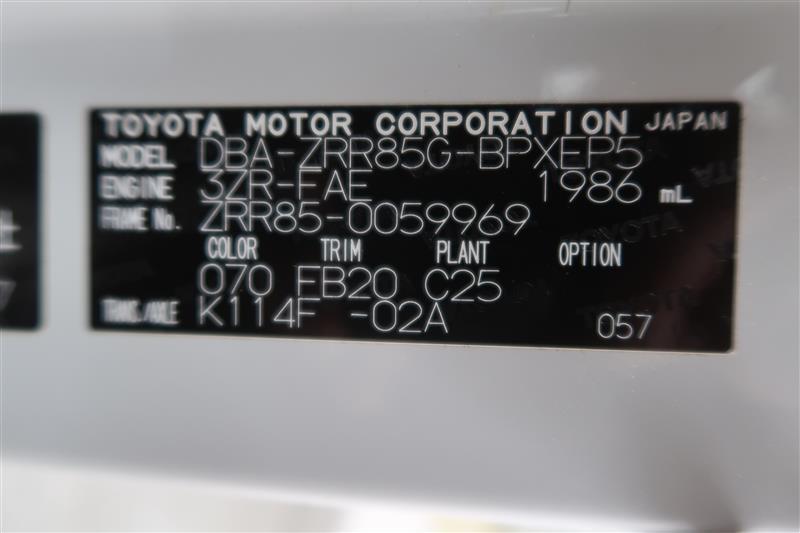 TOYOTA MOTOR CORPORATION JAPAN
MODEL DBA-ZRR85G-BPXEP5
ENGINE 3ZR-FAE 1986 mL
FRAME No. ZRR85-0059969
COLOR TRIM PLANT OPTION
070 FB20 C25
TRANS./AXLE K114F -02A 057